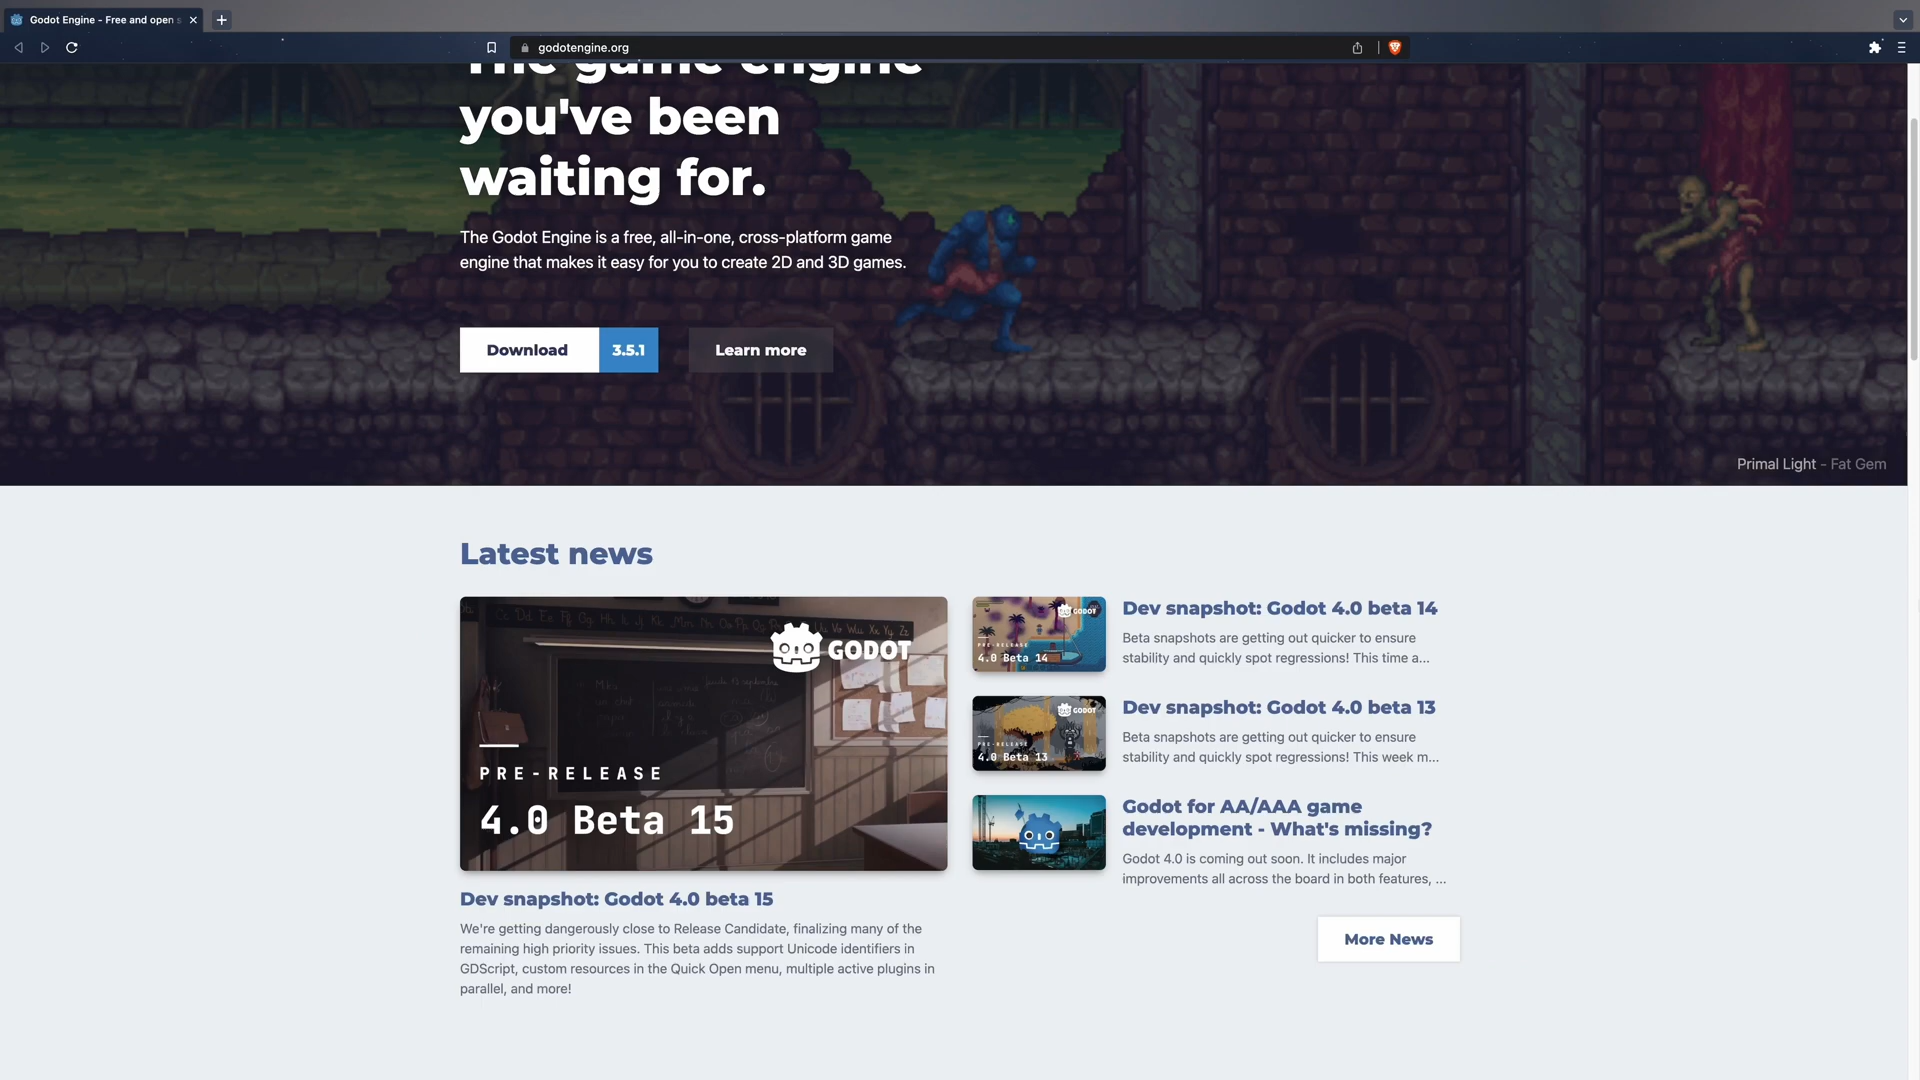 Godot Engine - Free and open s
godotengine.org
The game engine
you've been
waiting for.
The Godot Engine is a free, all-in-one, cross-platform game
engine that makes it easy for you to create 2D and 3D games.
Download 3.5.1 Learn more
Primal Light - Fat Gem
Latest news
GODOT
PRE-RELEASE
4.0 Beta 15
Dev snapshot: Godot 4.0 beta 15
We're getting dangerously close to Release Candidate, finalizing many of the
remaining high priority issues. This beta adds support Unicode identifiers in
GDScript, custom resources in the Quick Open menu, multiple active plugins in
parallel, and more!
GODOT
PRE-RELEASE
4.0 Beta 14
Dev snapshot: Godot 4.0 beta 14
Beta snapshots are getting out quicker to ensure
stability and quickly spot regressions! This time a...
GODOT
PRE-RELEASE
4.0 Beta 13
Dev snapshot: Godot 4.0 beta 13
Beta snapshots are getting out quicker to ensure
stability and quickly spot regressions! This week m...
Godot for AA/AAA game
development - What's missing?
Godot 4.0 is coming out soon. It includes major
improvements all across the board in both features, ...
More News